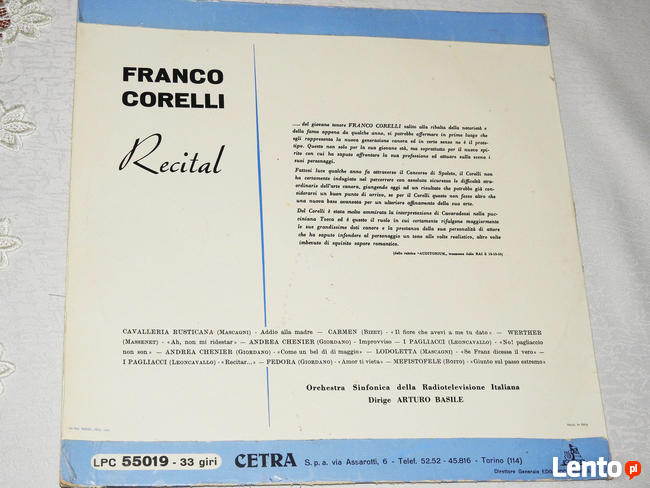 FRANCO
CORELLI
Recital
.... del giovane tenore FRANCO CORELLI salito alla ribalta della notorietà e
della fama appena da qualche anno, si potrebbe affermare in primo luogo che
egli rappresenta la nuova generazione canora ed in certo senso ne è il proto-
tipo. Questo non solo per la sua giovane età, ma soprattutto per il nuovo spi-
rito con cui ha saputo affrontare la sua professione ed attuare sulla scena i
suoi personaggi.
Fattosi luce qualche anno fa attraverso il Concorso di Spoleto, il Corelli non
ha certamente indugiato nel percorrere con assoluta sicurezza le difficoltà stra-
ordinarie dell'arte canora, giungendo oggi ad un risultato che potrebbe già con-
siderarsi un buon punto di arrivo, se per il Corelli questo non fosse altro che
una nuova base avanzata per un ulteriore affinamento della sua arte.
Del Corelli è stata molto ammirata la interpretazione di Cavaradossi nella puc-
ciniana Tosca ed è questo il ruolo in cui certamente rifulgono maggiormente
le sue grandissime doti canore e la prestanza della sua personalità di attore
che ha saputo infondere al personaggio un tono alle volte realistico, altre volte
imbevuto di squisito sapore romantico.
(dalla rubrica «AUDITORIUM» trasmessa dalla RAI il
CAVALLERIA RUSTICANA (MASCAGNI) - Addio alla madre — CARMEN (BIZET) - «Il fiore che avevi a me tu dato» — WERTHER
(MASSENET) - «Ah, non mi ridestar» — ANDREA CHENIER (GIORDANO) - Improvviso — I PAGLIACCI (LEONCAVALLO) - «No! pagliaccio
non son» — ANDREA CHENIER (GIORDANO) - «Come un bel dì di maggio» — LODOLETTA (MASCAGNI) - «Se Franz dicesse il vero» —
I PAGLIACCI (LEONCAVALLO) - «Recitar...» — FEDORA (GIORDANO) - «Amor ti vieta» — MEFISTOFELE (BOITO) - «Giunto sul passo estremo»
Orchestra Sinfonica della Radiotelevisione Italiana
Dirige ARTURO BASILE
Made in Italy
LPC 55019 - 33 giri CETRA S. p. a. via Assarotti, 6 - Telef. 52.52 - 45.816 - Torino (114)
Direttore Generale
Lento.pl